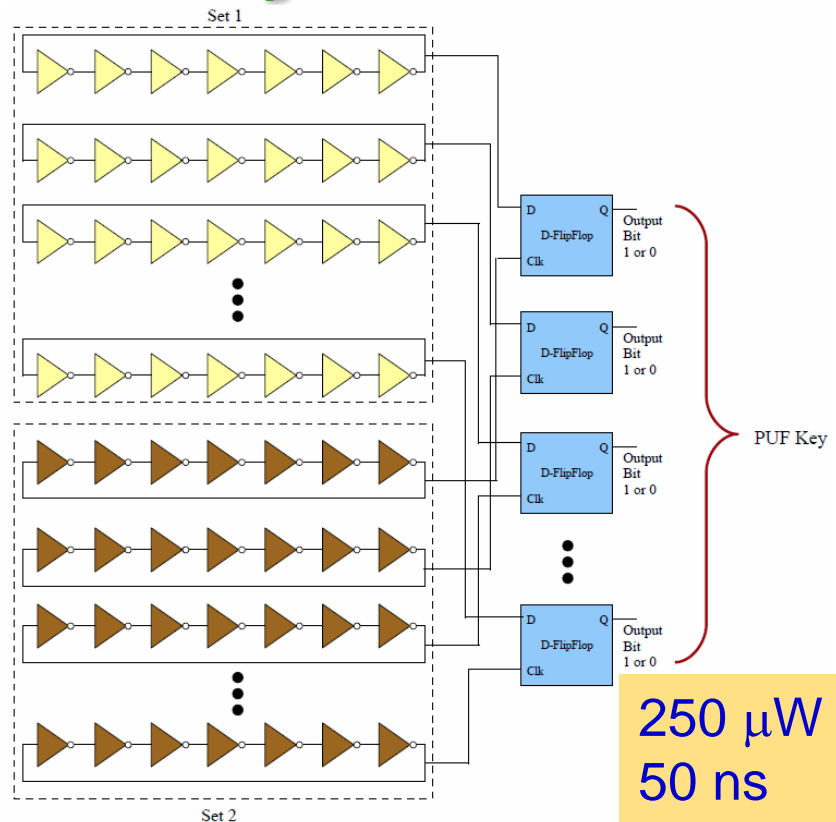 Set 1
D Q
D-FlipFlop
Clk
Output
Bit
1 or 0
D Q
D-FlipFlop
Clk
Output
Bit
1 or 0
D Q
D-FlipFlop
Clk
Output
Bit
1 or 0
PUF Key
D Q
D-FlipFlop
Clk
Output
Bit
1 or 0
250 μW
50 ns
Set 2